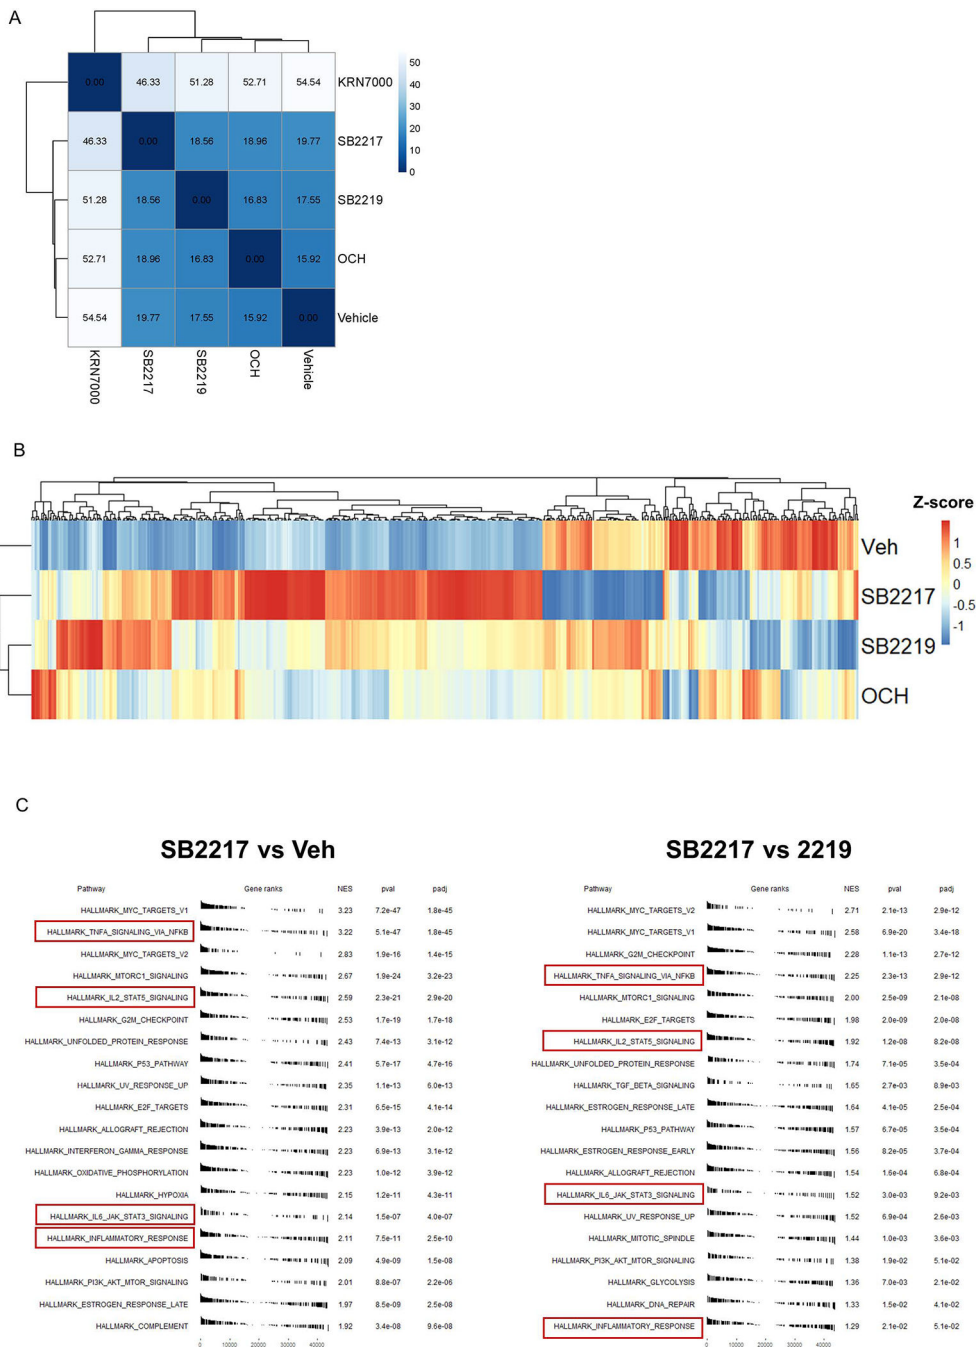 A
0.00 46.33 51.28 52.71 54.54 KRN7000
46.33 0.00 18.56 18.96 19.77 SB2217
51.28 18.56 0.00 16.83 17.55 SB2219
52.71 18.96 16.83 0.00 15.92 OCH
54.54 19.77 17.55 15.92 0.00 Vehicle
KRN7000 SB2217 SB2219 OCH Vehicle
50
40
30
20
10
0
B
Z-score
1
0.5
0
-0.5
-1
Veh
SB2217
SB2219
OCH
C
SB2217 vs Veh
Pathway Gene ranks NES pval padj
HALLMARK_MYC_TARGETS_V1 3.23 7.2e-47 1.8e-45
HALLMARK_TNFA_SIGNALING_VIA_NFKB 3.22 5.1e-47 1.8e-45
HALLMARK_MYC_TARGETS_V2 2.83 1.9e-16 1.4e-15
HALLMARK_MTORC1_SIGNALING 2.67 1.9e-24 3.2e-23
HALLMARK_IL2_STAT5_SIGNALING 2.59 2.3e-21 2.9e-20
HALLMARK_G2M_CHECKPOINT 2.53 1.7e-19 1.7e-18
HALLMARK_UNFOLDED_PROTEIN_RESPONSE 2.43 7.4e-13 3.1e-12
HALLMARK_P53_PATHWAY 2.41 5.7e-17 4.7e-16
HALLMARK_UV_RESPONSE_UP 2.35 1.1e-13 6.0e-13
HALLMARK_E2F_TARGETS 2.31 6.5e-15 4.1e-14
HALLMARK_ALLOGRAFT_REJECTION 2.23 3.9e-13 2.0e-12
HALLMARK_INTERFERON_GAMMA_RESPONSE 2.23 6.9e-13 3.1e-12
HALLMARK_OXIDATIVE_PHOSPHORYLATION 2.23 1.0e-12 3.9e-12
HALLMARK_HYPOXIA 2.15 1.2e-11 4.3e-11
HALLMARK_IL6_JAK_STAT3_SIGNALING 2.14 1.5e-07 4.0e-07
HALLMARK_INFLAMMATORY_RESPONSE 2.11 7.5e-11 2.5e-10
HALLMARK_APOPTOSIS 2.09 4.9e-09 1.5e-08
HALLMARK_PI3K_AKT_MTOR_SIGNALING 2.01 8.8e-07 2.2e-06
HALLMARK_ESTROGEN_RESPONSE_LATE 1.97 8.5e-09 2.5e-08
HALLMARK_COMPLEMENT 1.92 3.4e-08 9.6e-08
0 10000 20000 30000 40000
SB2217 vs 2219
Pathway Gene ranks NES pval padj
HALLMARK_MYC_TARGETS_V2 2.71 2.1e-13 2.9e-12
HALLMARK_MYC_TARGETS_V1 2.58 6.9e-20 3.4e-18
HALLMARK_G2M_CHECKPOINT 2.28 1.1e-13 2.7e-12
HALLMARK_TNFA_SIGNALING_VIA_NFKB 2.25 2.3e-13 2.9e-12
HALLMARK_MTORC1_SIGNALING 2.00 2.5e-09 2.1e-08
HALLMARK_E2F_TARGETS 1.98 2.0e-09 2.0e-08
HALLMARK_IL2_STAT5_SIGNALING 1.92 1.2e-08 8.2e-08
HALLMARK_UNFOLDED_PROTEIN_RESPONSE 1.74 7.1e-05 3.5e-04
HALLMARK_TGF_BETA_SIGNALING 1.65 2.7e-03 8.9e-03
HALLMARK_ESTROGEN_RESPONSE_LATE 1.64 4.1e-05 2.5e-04
HALLMARK_P53_PATHWAY 1.57 6.7e-05 3.5e-04
HALLMARK_ESTROGEN_RESPONSE_EARLY 1.56 8.2e-05 3.7e-04
HALLMARK_ALLOGRAFT_REJECTION 1.54 1.6e-04 6.8e-04
HALLMARK_IL6_JAK_STAT3_SIGNALING 1.52 3.0e-03 9.2e-03
HALLMARK_UV_RESPONSE_UP 1.52 6.9e-04 2.6e-03
HALLMARK_MITOTIC_SPINDLE 1.44 1.0e-03 3.6e-03
HALLMARK_PI3K_AKT_MTOR_SIGNALING 1.38 1.9e-02 5.1e-02
HALLMARK_GLYCOLYSIS 1.36 7.0e-03 2.1e-02
HALLMARK_DNA_REPAIR 1.33 1.5e-02 4.1e-02
HALLMARK_INFLAMMATORY_RESPONSE 1.29 2.1e-02 5.1e-02
0 10000 20000 30000 40000